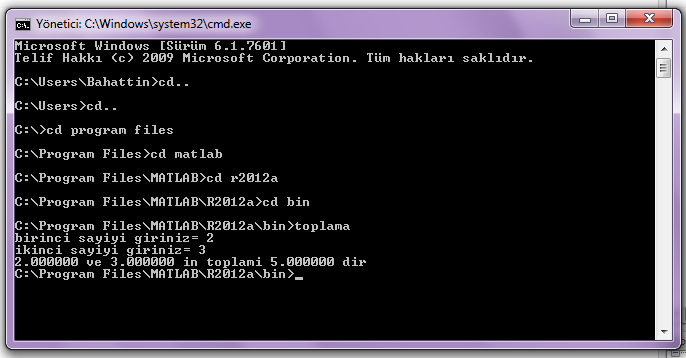 Yönetici: C:\Windows\system32\cmd.exe
Microsoft Windows [Sürüm 6.1.7601]
Telif Hakkı (c) 2009 Microsoft Corporation. Tüm hakları saklıdır.
C:\Users\Bahattin>cd..
C:\Users>cd..
C:\>cd program files
C:\Program Files>cd matlab
C:\Program Files\MATLAB>cd r2012a
C:\Program Files\MATLAB\R2012a>cd bin
C:\Program Files\MATLAB\R2012a\bin>toplama
birinci sayiyi giriniz= 2
ikinci sayiyi giriniz= 3
2.000000 ve 3.000000 in toplami 5.000000 dir
C:\Program Files\MATLAB\R2012a\bin>_